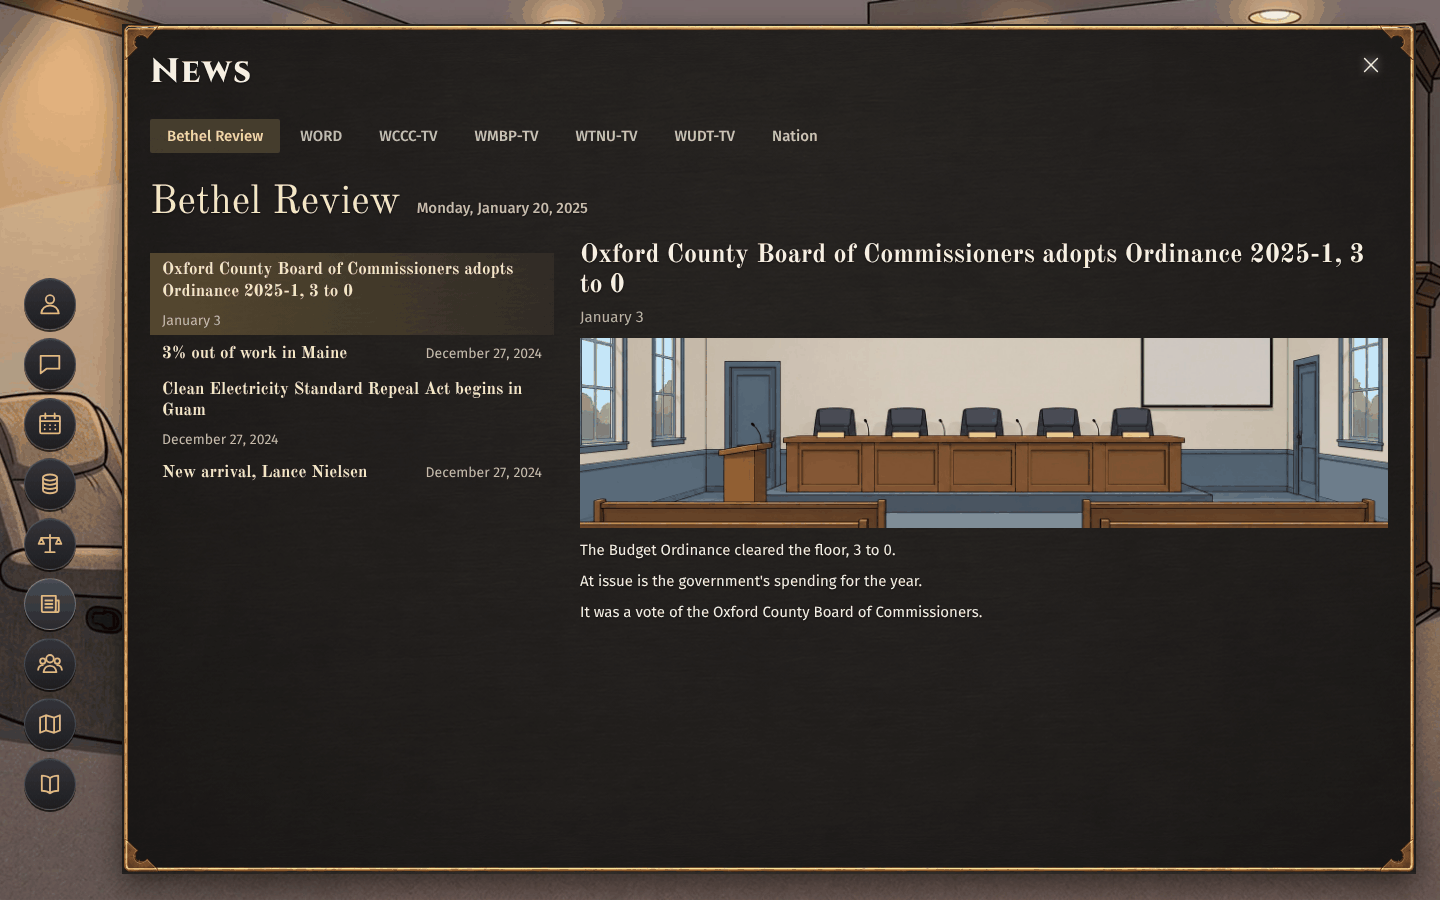 News
Bethel Review
WORD
WCCC-TV
WMBP-TV
WTNU-TV
WUDT-TV
Nation
Bethel Review
Monday, January 20, 2025
Oxford County Board of Commissioners adopts
Ordinance 2025-1, 3 to 0
January 3
3% out of work in Maine
December 27, 2024
Clean Electricity Standard Repeal Act begins in
Guam
December 27, 2024
New arrival, Lance Nielsen
December 27, 2024
Oxford County Board of Commissioners adopts Ordinance 2025-1, 3
to 0
January 3
The Budget Ordinance cleared the floor, 3 to 0.
At issue is the government's spending for the year.
It was a vote of the Oxford County Board of Commissioners.